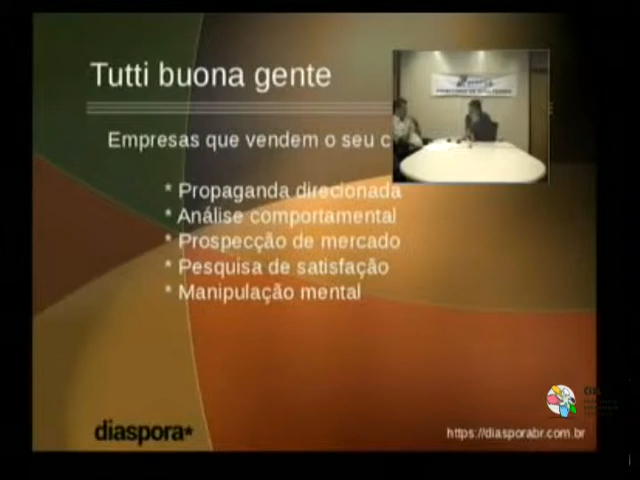 Tutti buona gente
Empresas que vendem o seu c
* Propaganda direcionada
* Análise comportamental
* Prospecção de mercado
* Pesquisa de satisfação
* Manipulação mental
diaspora*
https://diasporabr.com.br